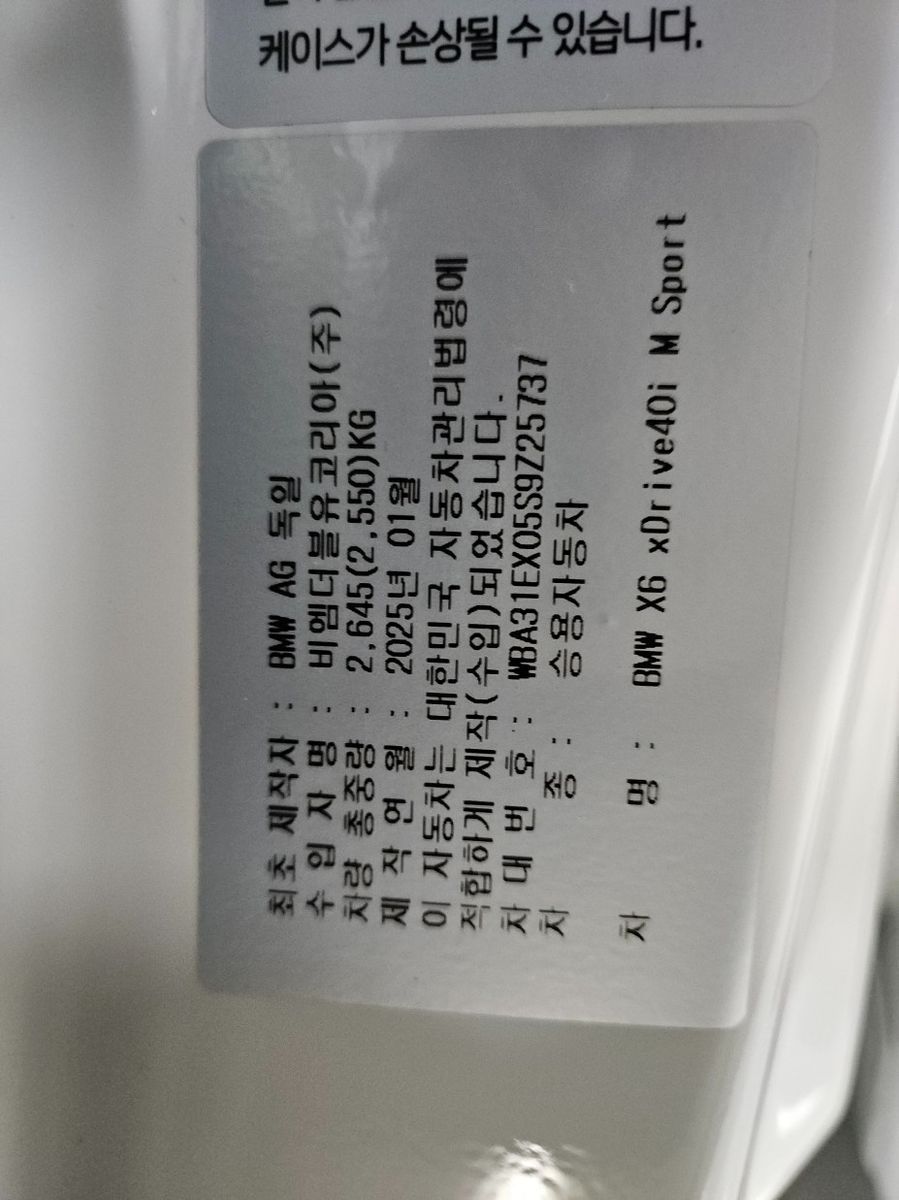 케이스가 손상될 수 있습니다.
최초 제작자 : BMW AG 독일
수 입 자 명 : 비엠더블유코리아(주)
차량 총중량 : 2,645(2,550)KG
제 작 연 월 : 2025년 01월
이 자동차는 대한민국 자동차관리법령에
적합하게 제작(수입)되었습니다.
차 대 번 호 : WBA31EX05S9Z25737
차 종 : 승용자동차
차 명 : BMW X6 xDrive40i M Sport